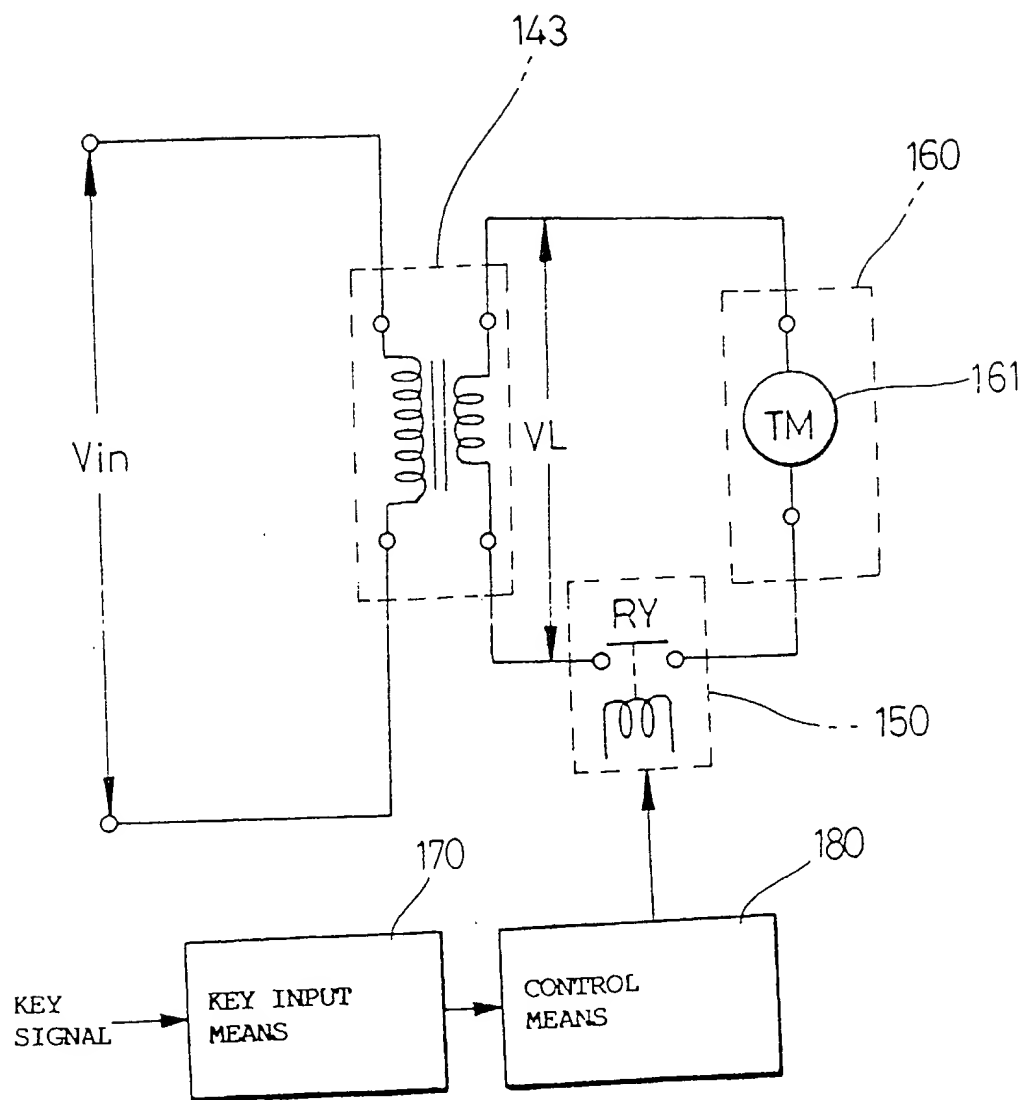 143
160
161
Vin
VL
TM
RY
150
170
180
KEY
SIGNAL
KEY INPUT
MEANS
CONTROL
MEANS